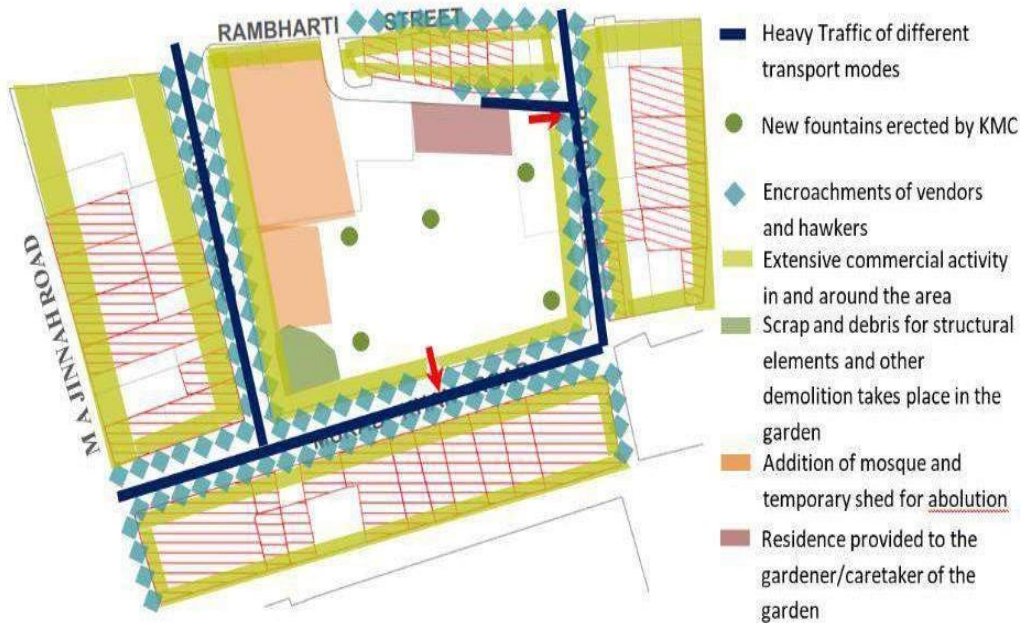 RAMBHARTI STREET
M A JINNAH ROAD
Heavy Traffic of different
transport modes
New fountains erected by KMC
Encroachments of vendors
and hawkers
Extensive commercial activity
in and around the area
Scrap and debris for structural
elements and other
demolition takes place in the
garden
Addition of mosque and
temporary shed for abolution
Residence provided to the
gardener/caretaker of the
garden